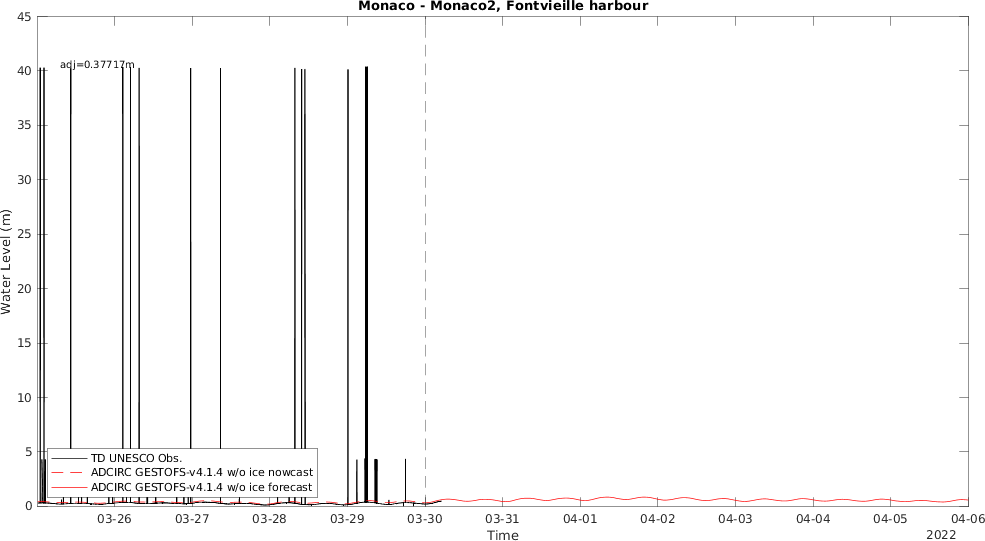 Monaco - Monaco2, Fontvieille harbour
45
40
35
30
25
20
15
10
5
0
Water Level (m)
adj=0.37717m
TD UNESCO Obs.
ADCIRC GESTOFS-v4.1.4 w/o ice nowcast
ADCIRC GESTOFS-v4.1.4 w/o ice forecast
03-26 03-27 03-28 03-29 03-30 03-31 04-01 04-02 04-03 04-04 04-05 04-06
Time
2022